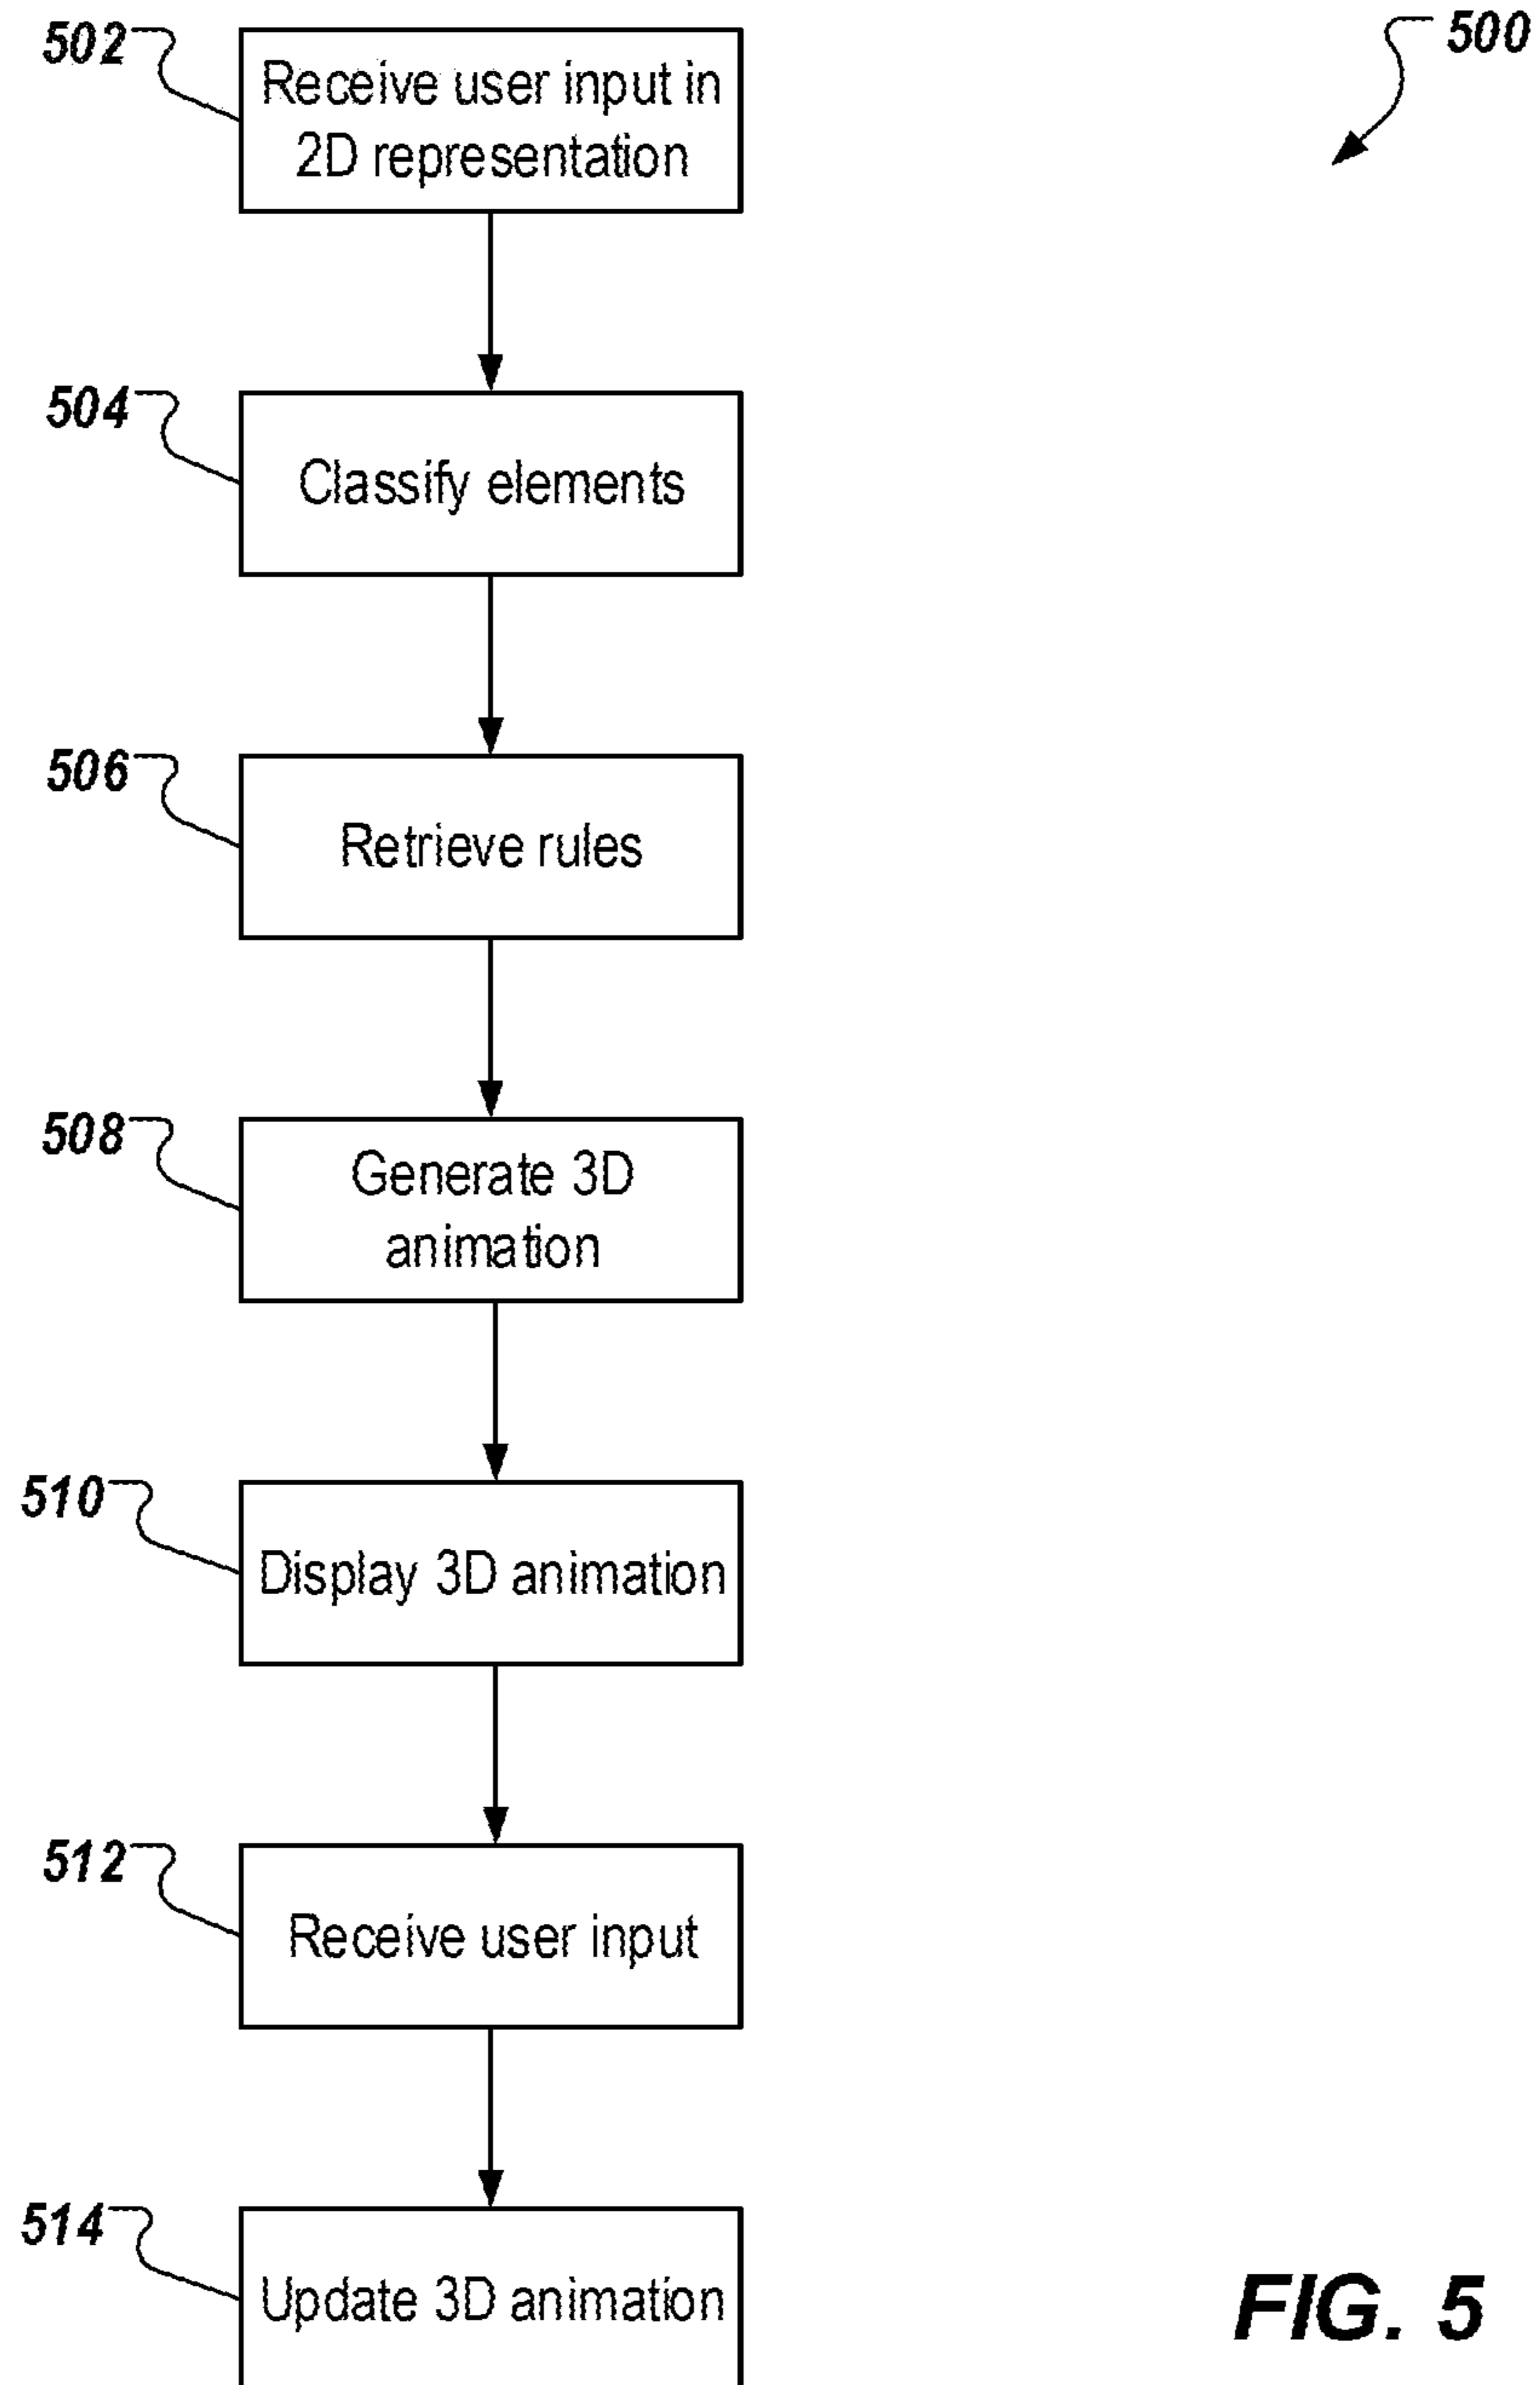 500
502
Receive user input in
2D representation
504
Classify elements
506
Retrieve rules
508
Generate 3D
animation
510
Display 3D animation
512
Receive user input
514
Update 3D animation
FIG. 5